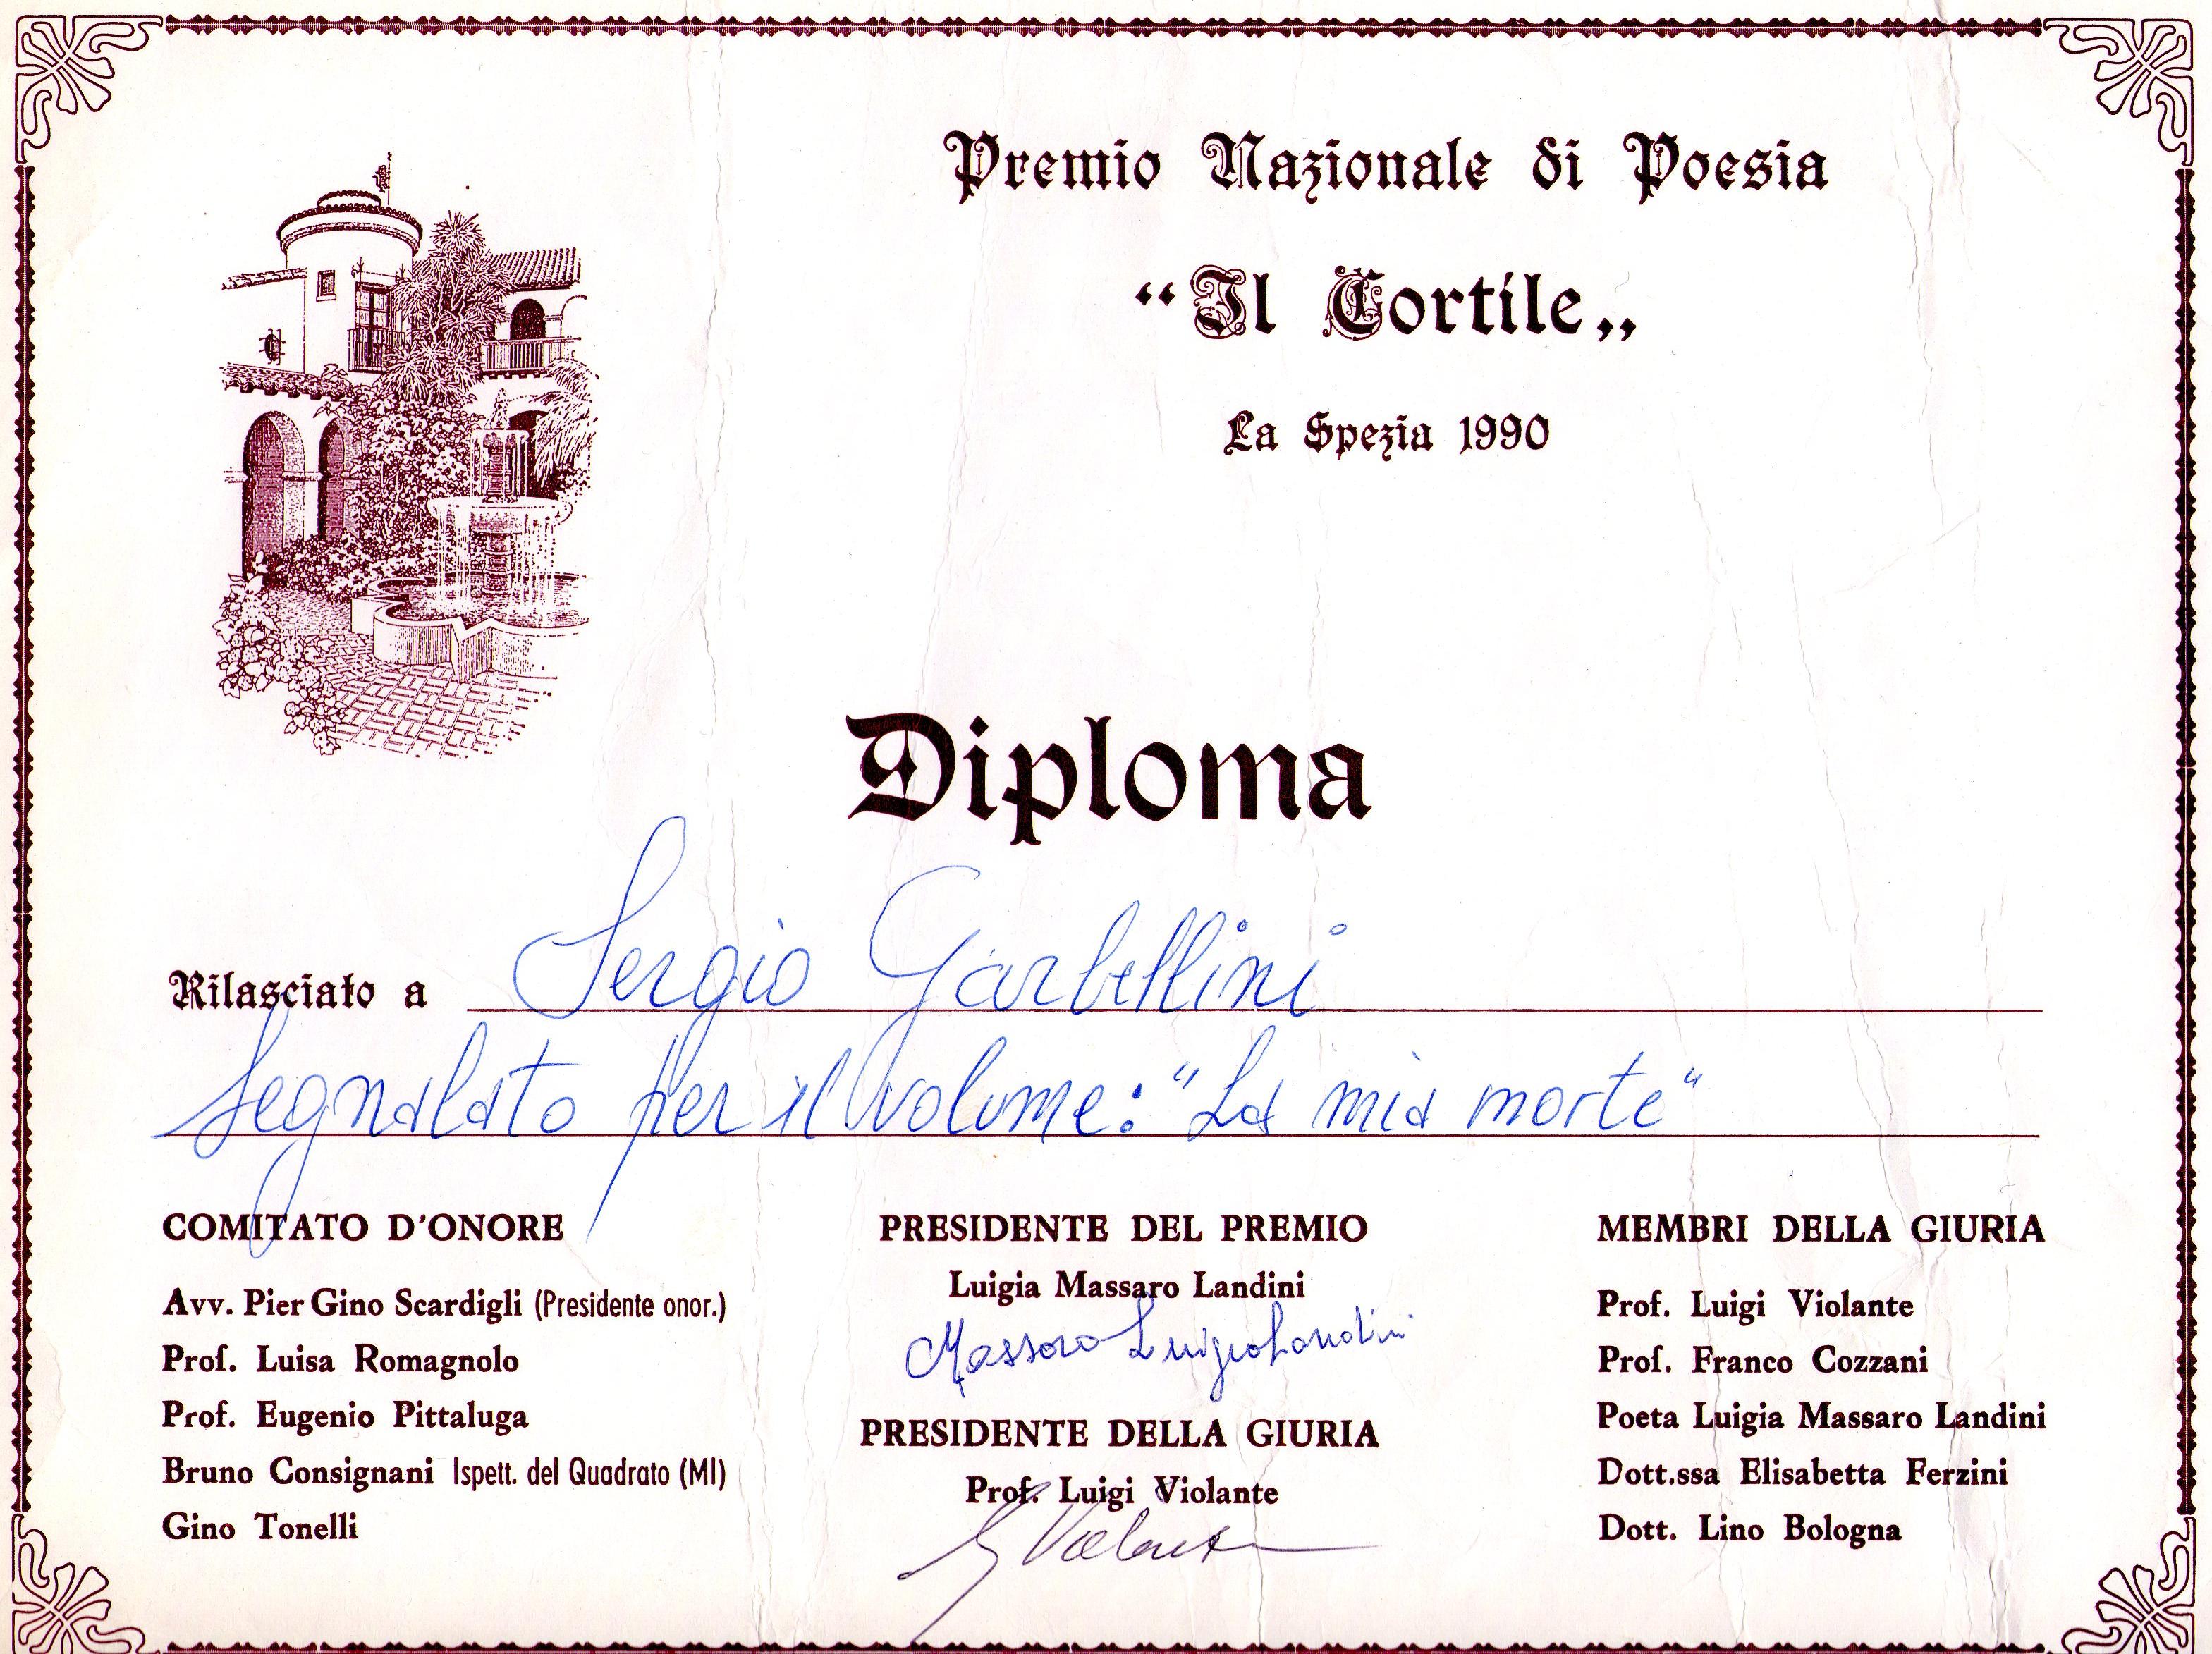 Premio Nazionale di Poesia
“Il Cortile„
La Spezia 1990
Diploma
Rilasciato a Sergio Garbellini
Segnalato per il volume: “La mia morte“
COMITATO D'ONORE
Avv. Pier Gino Scardigli (Presidente onor.)
Prof. Luisa Romagnolo
Prof. Eugenio Pittaluga
Bruno Consignani Ispett. del Quadrato (MI)
Gino Tonelli
PRESIDENTE DEL PREMIO
Luigia Massaro Landini
Massaro Luigia Landini
PRESIDENTE DELLA GIURIA
Prof. Luigi Violante
L Violante
MEMBRI DELLA GIURIA
Prof. Luigi Violante
Prof. Franco Cozzani
Poeta Luigia Massaro Landini
Dott.ssa Elisabetta Ferzini
Dott. Lino Bologna